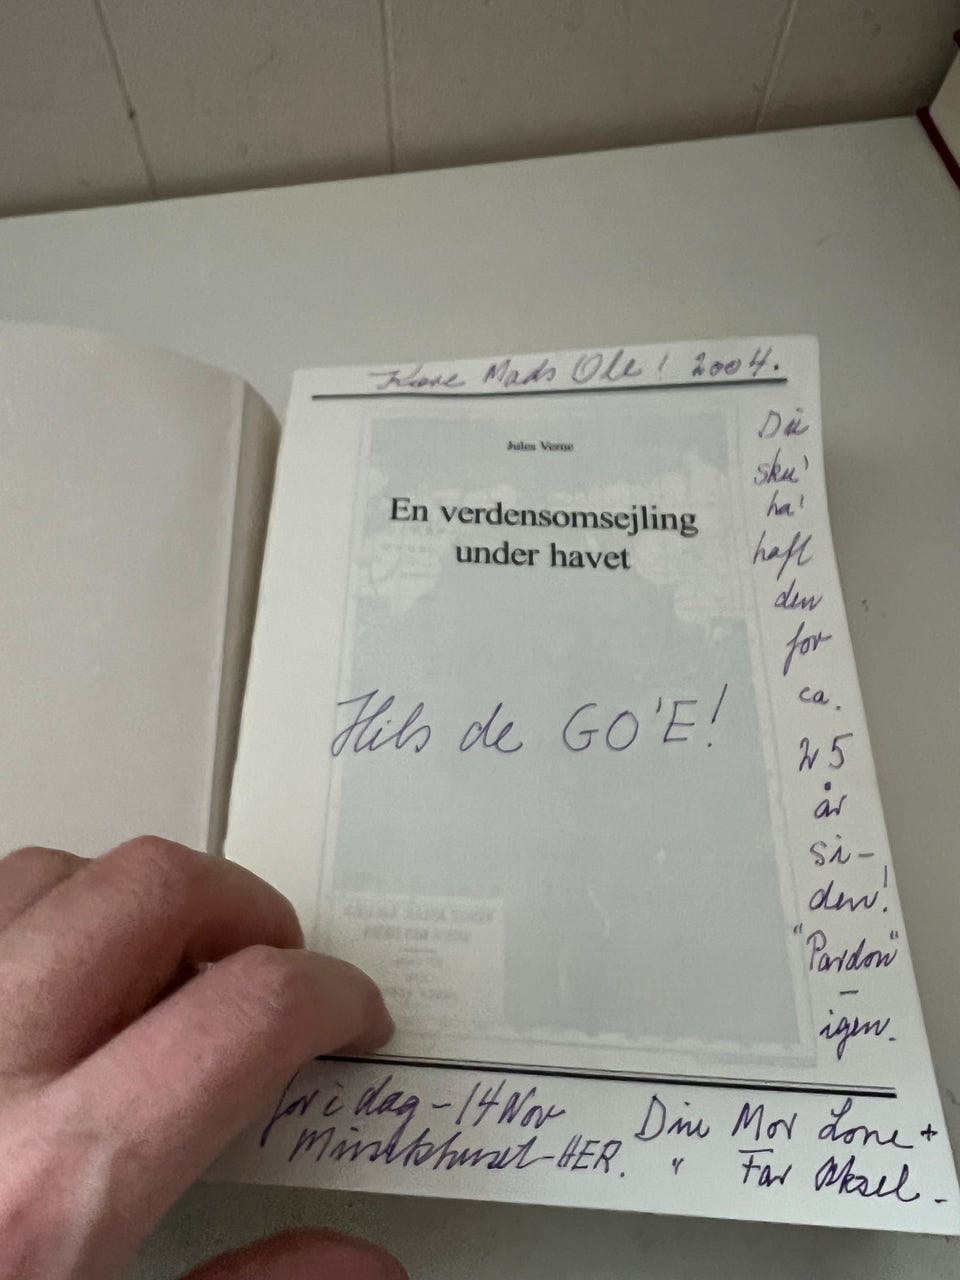 Kære Mads Ole! 2004.
Jules Verne
En verdensomsejling
under havet
Hils de GO'E!
Du
sku'
ha'
haft
den
for
ca.
25
år
si-
den!
"Pardon"
-
igen.
for i dag - 14 Nov
HER.
Din Mor Lone +
" Far Aksel.